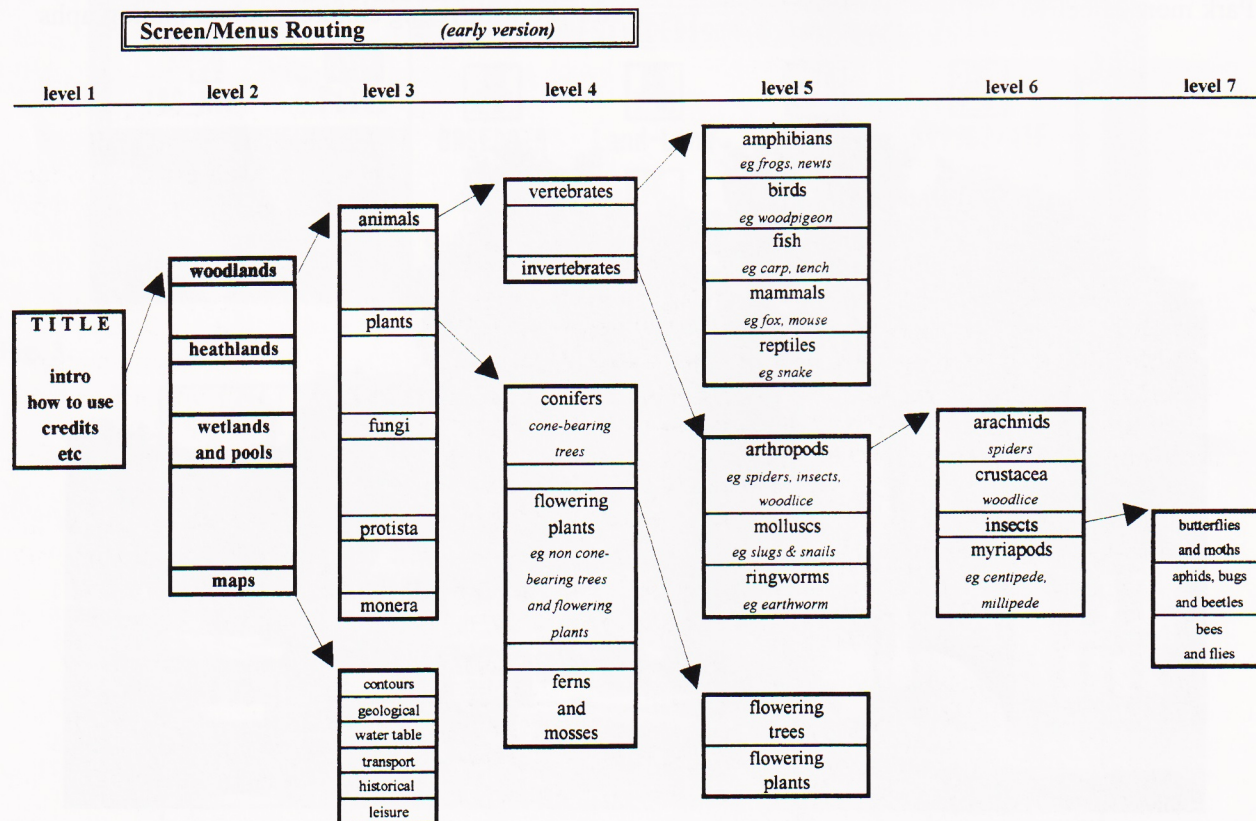 Screen/Menus Routing (early version)
level 1 level 2 level 3 level 4 level 5 level 6 level 7
T I T L E
intro
how to use
credits
etc
woodlands
heathlands
wetlands
and pools
maps
animals
plants
fungi
protista
monera
contours
geological
water table
transport
historical
leisure
vertebrates
invertebrates
conifers
cone-bearing
trees
flowering
plants
eg non cone-
bearing trees
and flowering
plants
ferns
and
mosses
amphibians
eg frogs, newts
birds
eg woodpigeon
fish
eg carp, tench
mammals
eg fox, mouse
reptiles
eg snake
arthropods
eg spiders, insects,
woodlice
molluscs
eg slugs & snails
ringworms
eg earthworm
flowering
trees
flowering
plants
arachnids
spiders
crustacea
woodlice
insects
myriapods
eg centipede,
millipede
butterflies
and moths
aphids, bugs
and beetles
bees
and flies